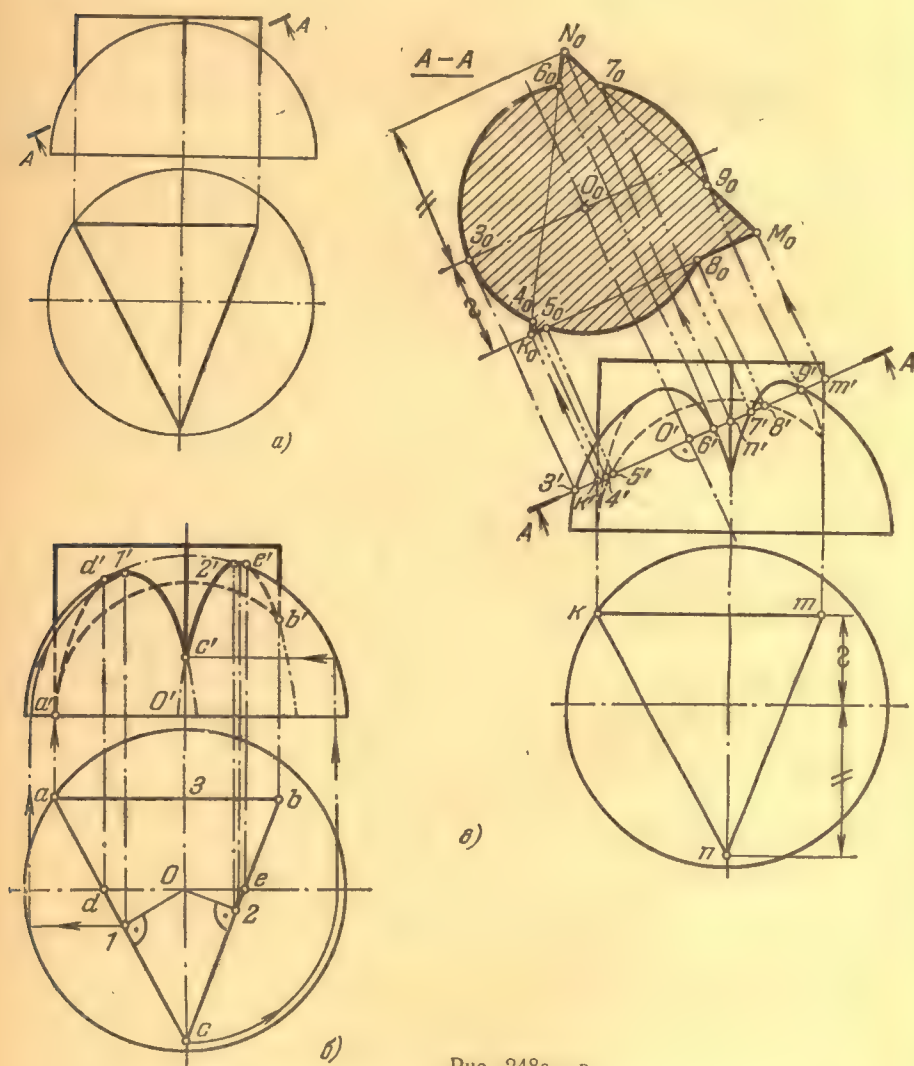 A
A
а)
A – A
N₀
6₀
7₀
O₀
9₀
3₀
M₀
8₀
A₀
5₀
K₀
A
9'
m'
O'
6'
7'
8'
n'
3'
к'
4'
5'
A
к
m
n
в)
d'
1'
2'
e'
b'
c'
a'
O'
a
3
b
O
d
e
1
2
c
б)
Рис. 248а – в